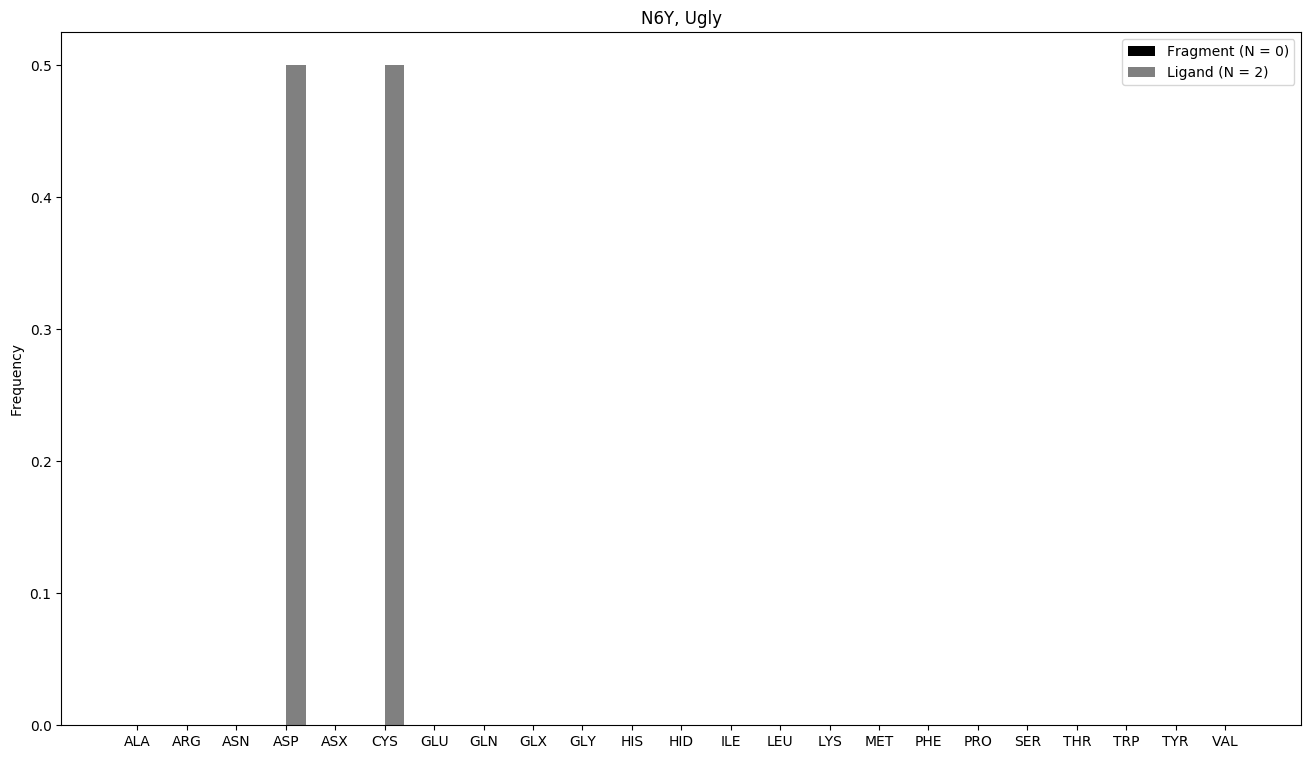 N6Y, Ugly
Fragment (N = 0)
Ligand (N = 2)
Frequency
0.5
0.4
0.3
0.2
0.1
0.0
ALA ARG ASN ASP ASX CYS GLU GLN GLX GLY HIS HID ILE LEU LYS MET PHE PRO SER THR TRP TYR VAL